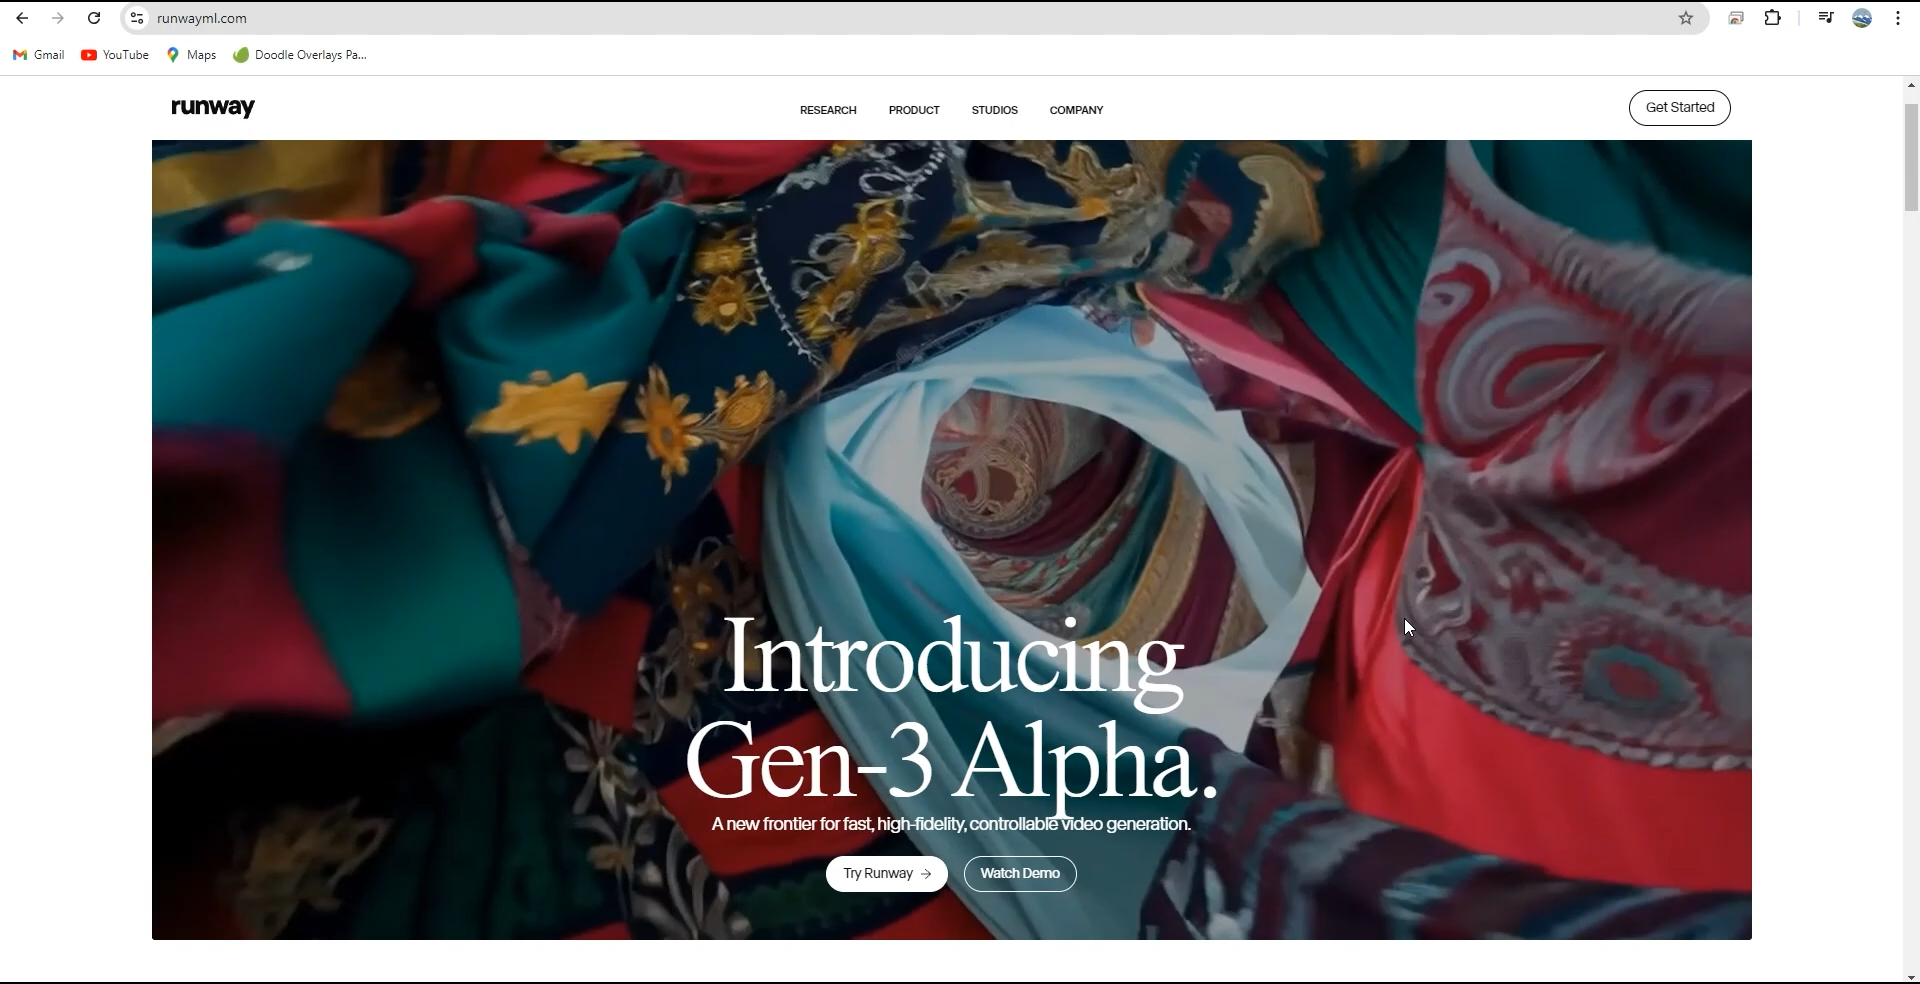 runwayml.com
Gmail
YouTube
Maps
Doodle Overlays Pa...
runway
RESEARCH
PRODUCT
STUDIOS
COMPANY
Get Started
Introducing
Gen-3 Alpha.
A new frontier for fast, high-fidelity, controllable video generation.
Try Runway →
Watch Demo